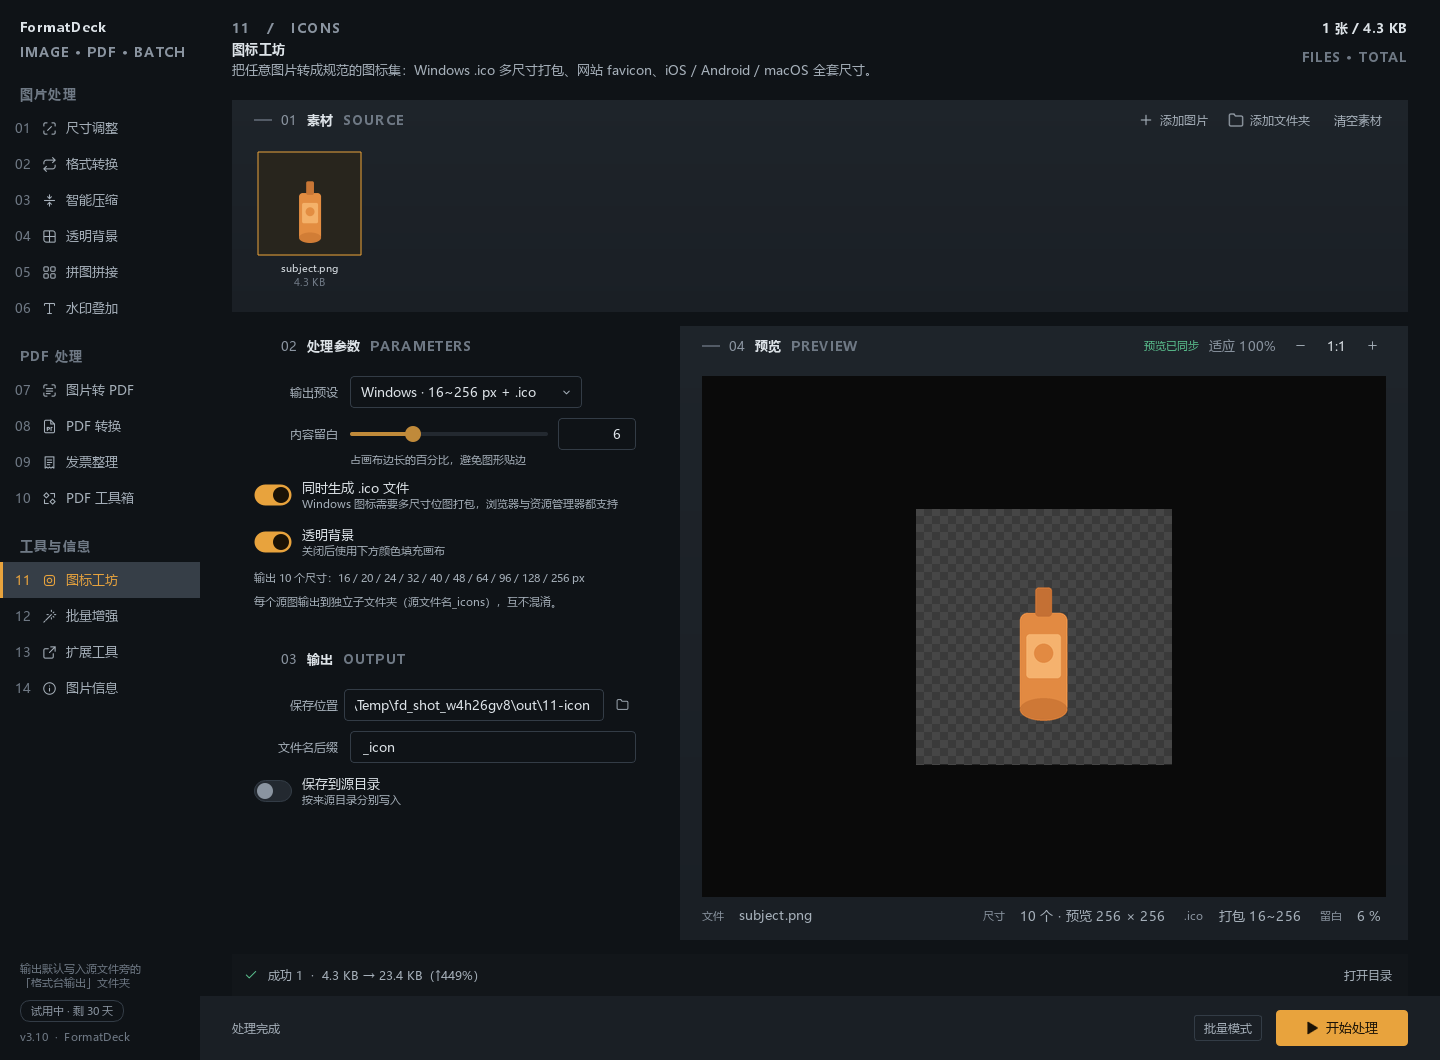 FormatDeck
IMAGE • PDF • BATCH
图片处理
01 尺寸调整
02 格式转换
03 智能压缩
04 透明背景
05 拼图拼接
06 水印叠加
PDF 处理
07 图片转 PDF
08 PDF 转换
09 发票整理
10 PDF 工具箱
工具与信息
11 图标工坊
12 批量增强
13 扩展工具
14 图片信息
输出默认写入源文件旁的
「格式台输出」文件夹
试用中 · 剩 30 天
v3.10 · FormatDeck
11 / ICONS
图标工坊
把任意图片转成规范的图标集：Windows .ico 多尺寸打包、网站 favicon、iOS / Android / macOS 全套尺寸。
1 张 / 4.3 KB
FILES • TOTAL
01 素材 SOURCE
添加图片 添加文件夹 清空素材
subject.png
4.3 KB
02 处理参数 PARAMETERS
输出预设 Windows · 16~256 px + .ico
内容留白 6
占画布边长的百分比，避免图形贴边
同时生成 .ico 文件
Windows 图标需要多尺寸位图打包，浏览器与资源管理器都支持
透明背景
关闭后使用下方颜色填充画布
输出 10 个尺寸：16 / 20 / 24 / 32 / 40 / 48 / 64 / 96 / 128 / 256 px
每个源图输出到独立子文件夹（源文件名_icons），互不混淆。
03 输出 OUTPUT
保存位置 \Temp\fd_shot_w4h26gv8\out\11-icon
文件名后缀 _icon
保存到源目录
按来源目录分别写入
04 预览 PREVIEW
预览已同步 适应 100% − 1:1 +
文件 subject.png 尺寸 10 个 · 预览 256 × 256 .ico 打包 16~256 留白 6 %
成功 1 · 4.3 KB → 23.4 KB（↑449%） 打开目录
处理完成 批量模式 开始处理